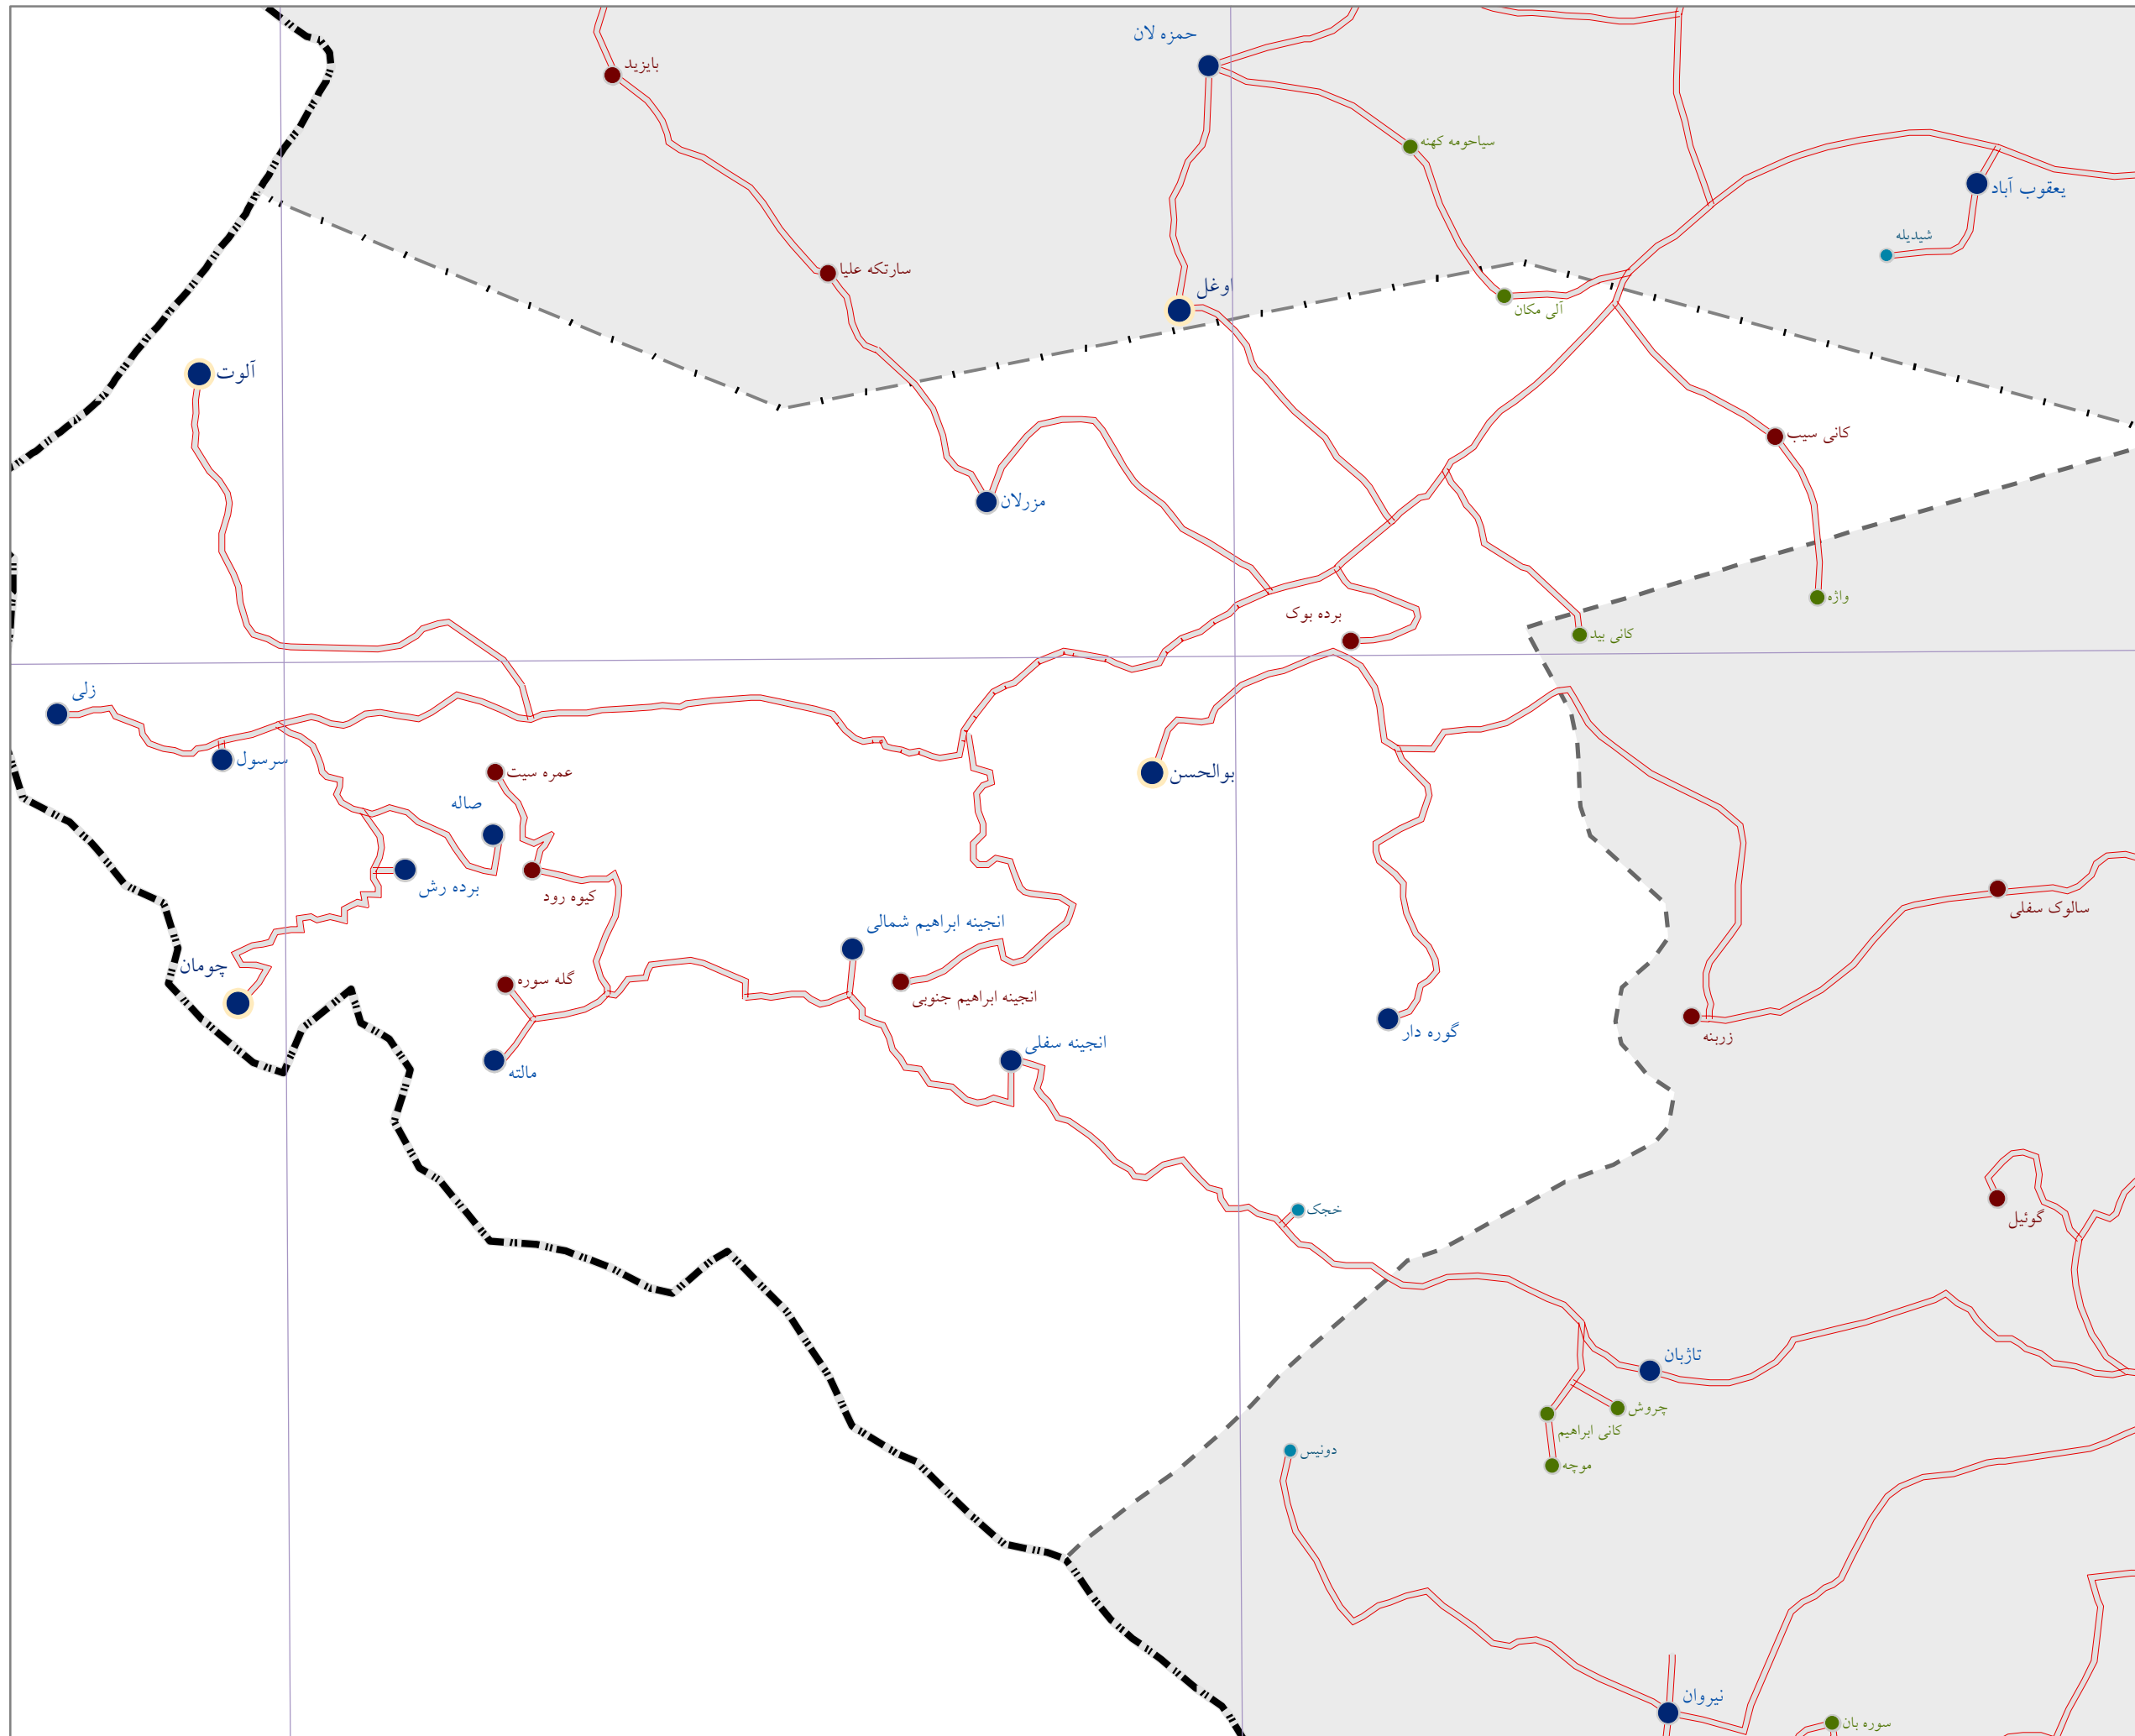 حمزه لان
بایزید
سیاحومه کهنه
یعقوب آباد
شیدیله
سارتکه علیا
اوغل
آلی مکان
آلوت
کانی سیب
مزرلان
واژه
برده بوک
کانی بید
زلی
سرسول
عمره سیت
بوالحسن
صاله
برده رش
کیوه رود
سالوک سفلی
انجینه ابراهیم شمالی
چومان
گله سوره
انجینه ابراهیم جنوبی
گوره دار
زربنه
انجینه سفلی
مالته
خجک
گوئیل
تاژبان
چروش
کانی ابراهیم
دونیس
موچه
نیروان
سوره بان